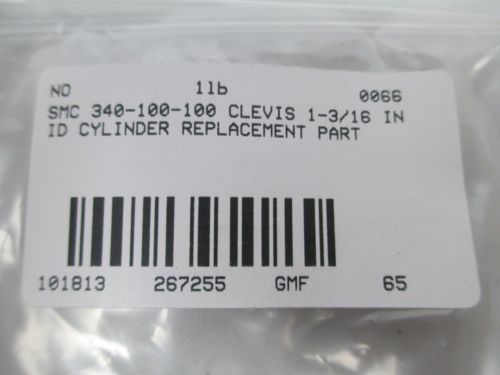 NO 1lb 0066
SMC 340-100-100 CLEVIS 1-3/16 IN
ID CYLINDER REPLACEMENT PART
101813 267255 GMF 65